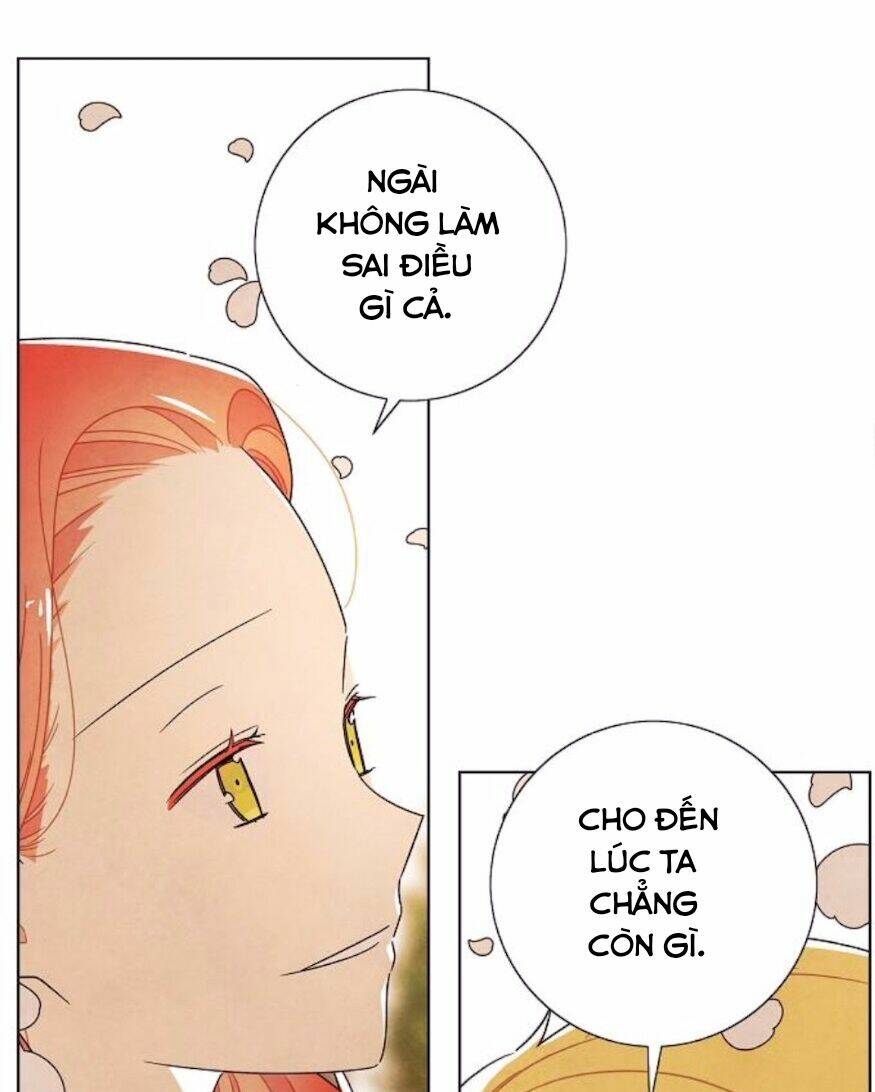 NGÀI
KHÔNG LÀM
SAI ĐIỀU
GÌ CẢ.
CHO ĐẾN
LÚC TA
CHẲNG
CÒN GÌ.